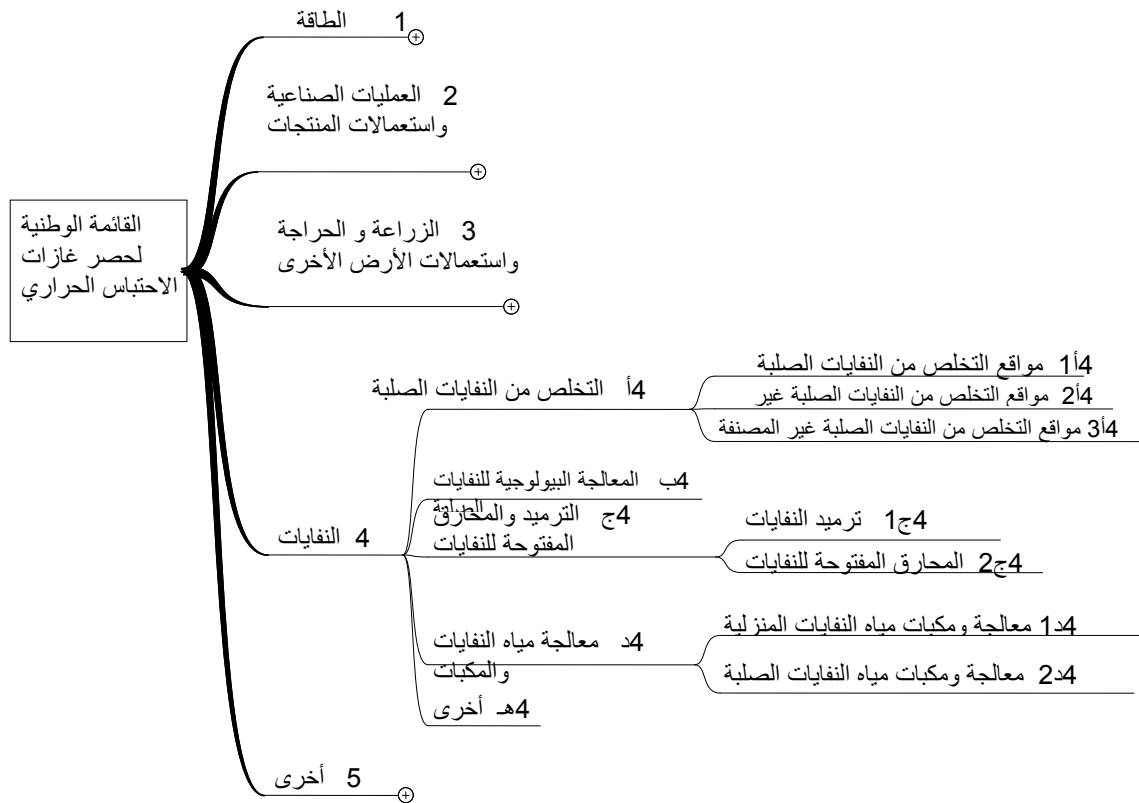 1 الطاقة
2 العمليات الصناعية
واستعمالات المنتجات
القائمة الوطنية
لحصر غازات
الاحتباس الحراري
3 الزراعة و الحراجة
واستعمالات الأرض الأخرى
4 النفايات
4أ التخلص من النفايات الصلبة
4أ1 مواقع التخلص من النفايات الصلبة
4أ2 مواقع التخلص من النفايات الصلبة غير
4أ3 مواقع التخلص من النفايات الصلبة غير المصنفة
4ب المعالجة البيولوجية للنفايات
الصلبة
4ج الترميد والمحارق
المفتوحة للنفايات
4ج1 ترميد النفايات
4ج2 المحارق المفتوحة للنفايات
4د معالجة مياه النفايات
والمكبات
4د1 معالجة ومكبات مياه النفايات المنزلية
4د2 معالجة ومكبات مياه النفايات الصلبة
4هـ أخرى
5 أخرى